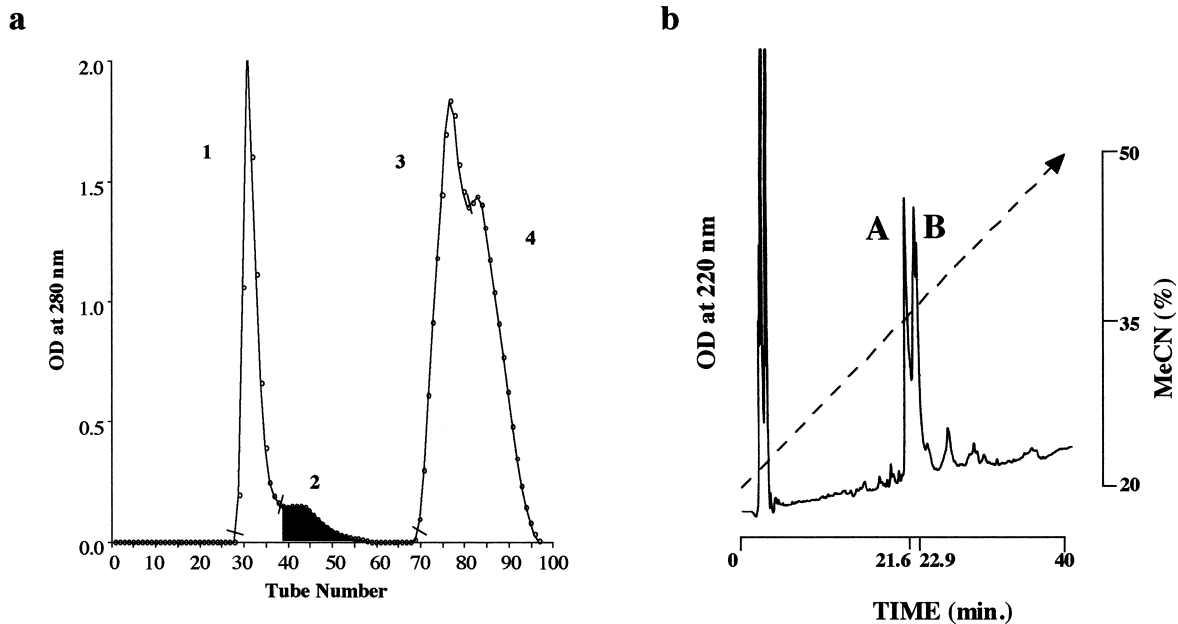 a
OD at 280 nm
2.0
1.5
1.0
0.5
0.0
1
2
3
4
0 10 20 30 40 50 60 70 80 90 100
Tube Number
b
OD at 220 nm
A B
50
35
20
MeCN (%)
0 21.6 22.9 40
TIME (min.)